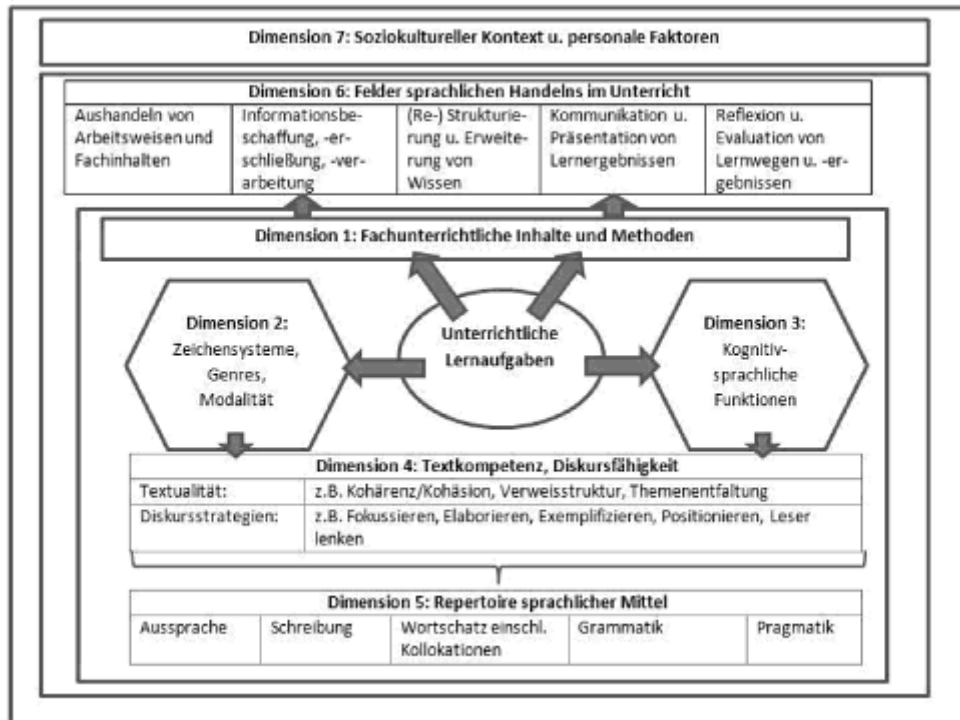 Dimension 7: Soziokultureller Kontext u. personale Faktoren
Dimension 6: Felder sprachlichen Handelns im Unterricht
Aushandeln von
Arbeitsweisen und
Fachinhalten
Informationsbe-
schaffung, -er-
schließung, -ver-
arbeitung
(Re-) Strukturie-
rung u. Erweite-
rung von
Wissen
Kommunikation u.
Präsentation von
Lernergebnissen
Reflexion u.
Evaluation von
Lernwegen u. -er-
gebnissen
Dimension 1: Fachunterrichtliche Inhalte und Methoden
Dimension 2:
Zeichensysteme,
Genres,
Modalität
Unterrichtliche
Lernaufgaben
Dimension 3:
Kognitiv-
sprachliche
Funktionen
Dimension 4: Textkompetenz, Diskursfähigkeit
Textualität: z.B. Kohärenz/Kohäsion, Verweisstruktur, Themenentfaltung
Diskursstrategien: z.B. Fokussieren, Elaborieren, Exemplifizieren, Positionieren, Leser
lenken
Dimension 5: Repertoire sprachlicher Mittel
Aussprache
Schreibung
Wortschatz einschl.
Kollokationen
Grammatik
Pragmatik